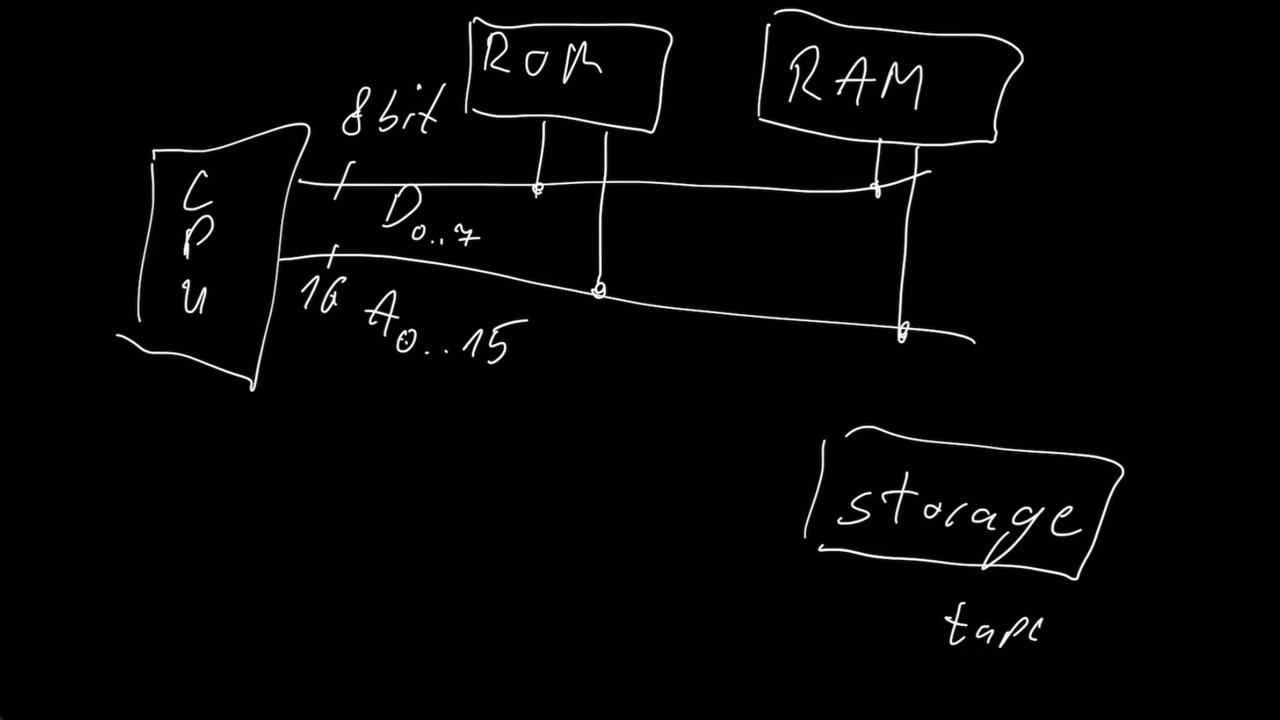 ROM
RAM
8bit
CPU
D0..7
16
A0...15
storage
tape